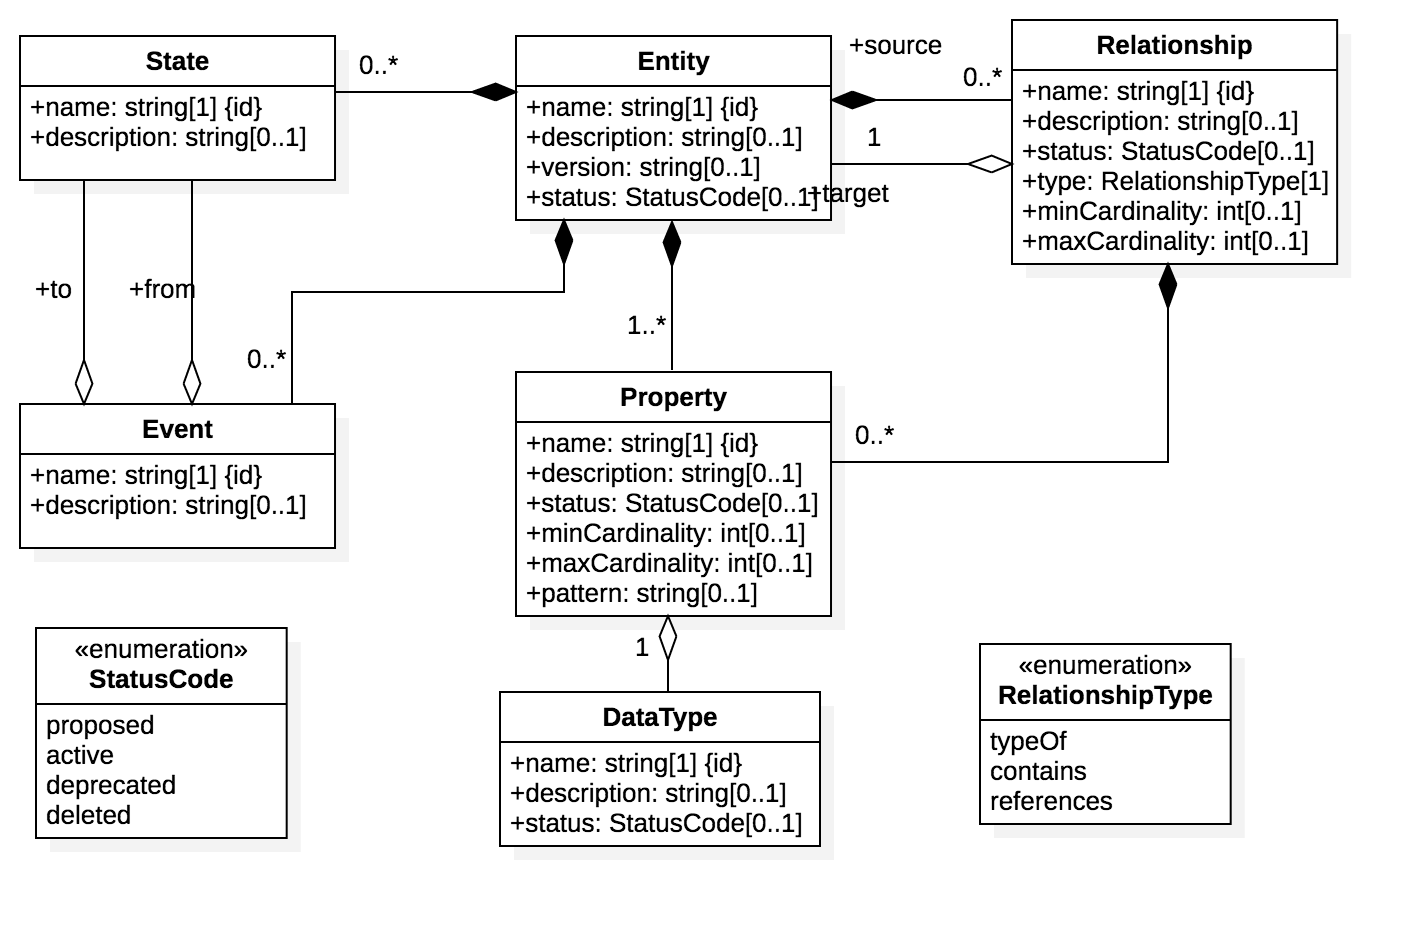 State
+name: string[1] {id}
+description: string[0..1]
0..*
Entity
+name: string[1] {id}
+description: string[0..1]
+version: string[0..1]
+status: StatusCode[0..1]
+source
0..*
1
+target
Relationship
+name: string[1] {id}
+description: string[0..1]
+status: StatusCode[0..1]
+type: RelationshipType[1]
+minCardinality: int[0..1]
+maxCardinality: int[0..1]
+to
+from
0..*
1..*
Event
+name: string[1] {id}
+description: string[0..1]
Property
+name: string[1] {id}
+description: string[0..1]
+status: StatusCode[0..1]
+minCardinality: int[0..1]
+maxCardinality: int[0..1]
+pattern: string[0..1]
0..*
1
«enumeration»
StatusCode
proposed
active
deprecated
deleted
DataType
+name: string[1] {id}
+description: string[0..1]
+status: StatusCode[0..1]
«enumeration»
RelationshipType
typeOf
contains
references